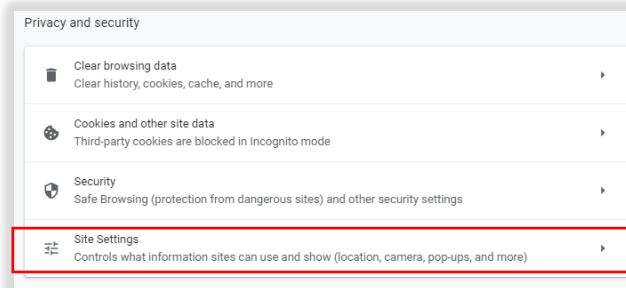 Privacy and security
Clear browsing data
Clear history, cookies, cache, and more
Cookies and other site data
Third-party cookies are blocked in Incognito mode
Security
Safe Browsing (protection from dangerous sites) and other security settings
Site Settings
Controls what information sites can use and show (location, camera, pop-ups, and more)